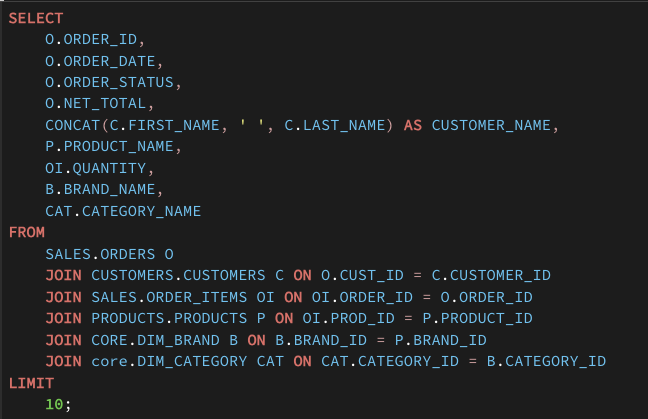 SELECT
    O.ORDER_ID,
    O.ORDER_DATE,
    O.ORDER_STATUS,
    O.NET_TOTAL,
    CONCAT(C.FIRST_NAME, ' ', C.LAST_NAME) AS CUSTOMER_NAME,
    P.PRODUCT_NAME,
    OI.QUANTITY,
    B.BRAND_NAME,
    CAT.CATEGORY_NAME
FROM
    SALES.ORDERS O
    JOIN CUSTOMERS.CUSTOMERS C ON O.CUST_ID = C.CUSTOMER_ID
    JOIN SALES.ORDER_ITEMS OI ON OI.ORDER_ID = O.ORDER_ID
    JOIN PRODUCTS.PRODUCTS P ON OI.PROD_ID = P.PRODUCT_ID
    JOIN CORE.DIM_BRAND B ON B.BRAND_ID = P.BRAND_ID
    JOIN core.DIM_CATEGORY CAT ON CAT.CATEGORY_ID = B.CATEGORY_ID
LIMIT
    10;